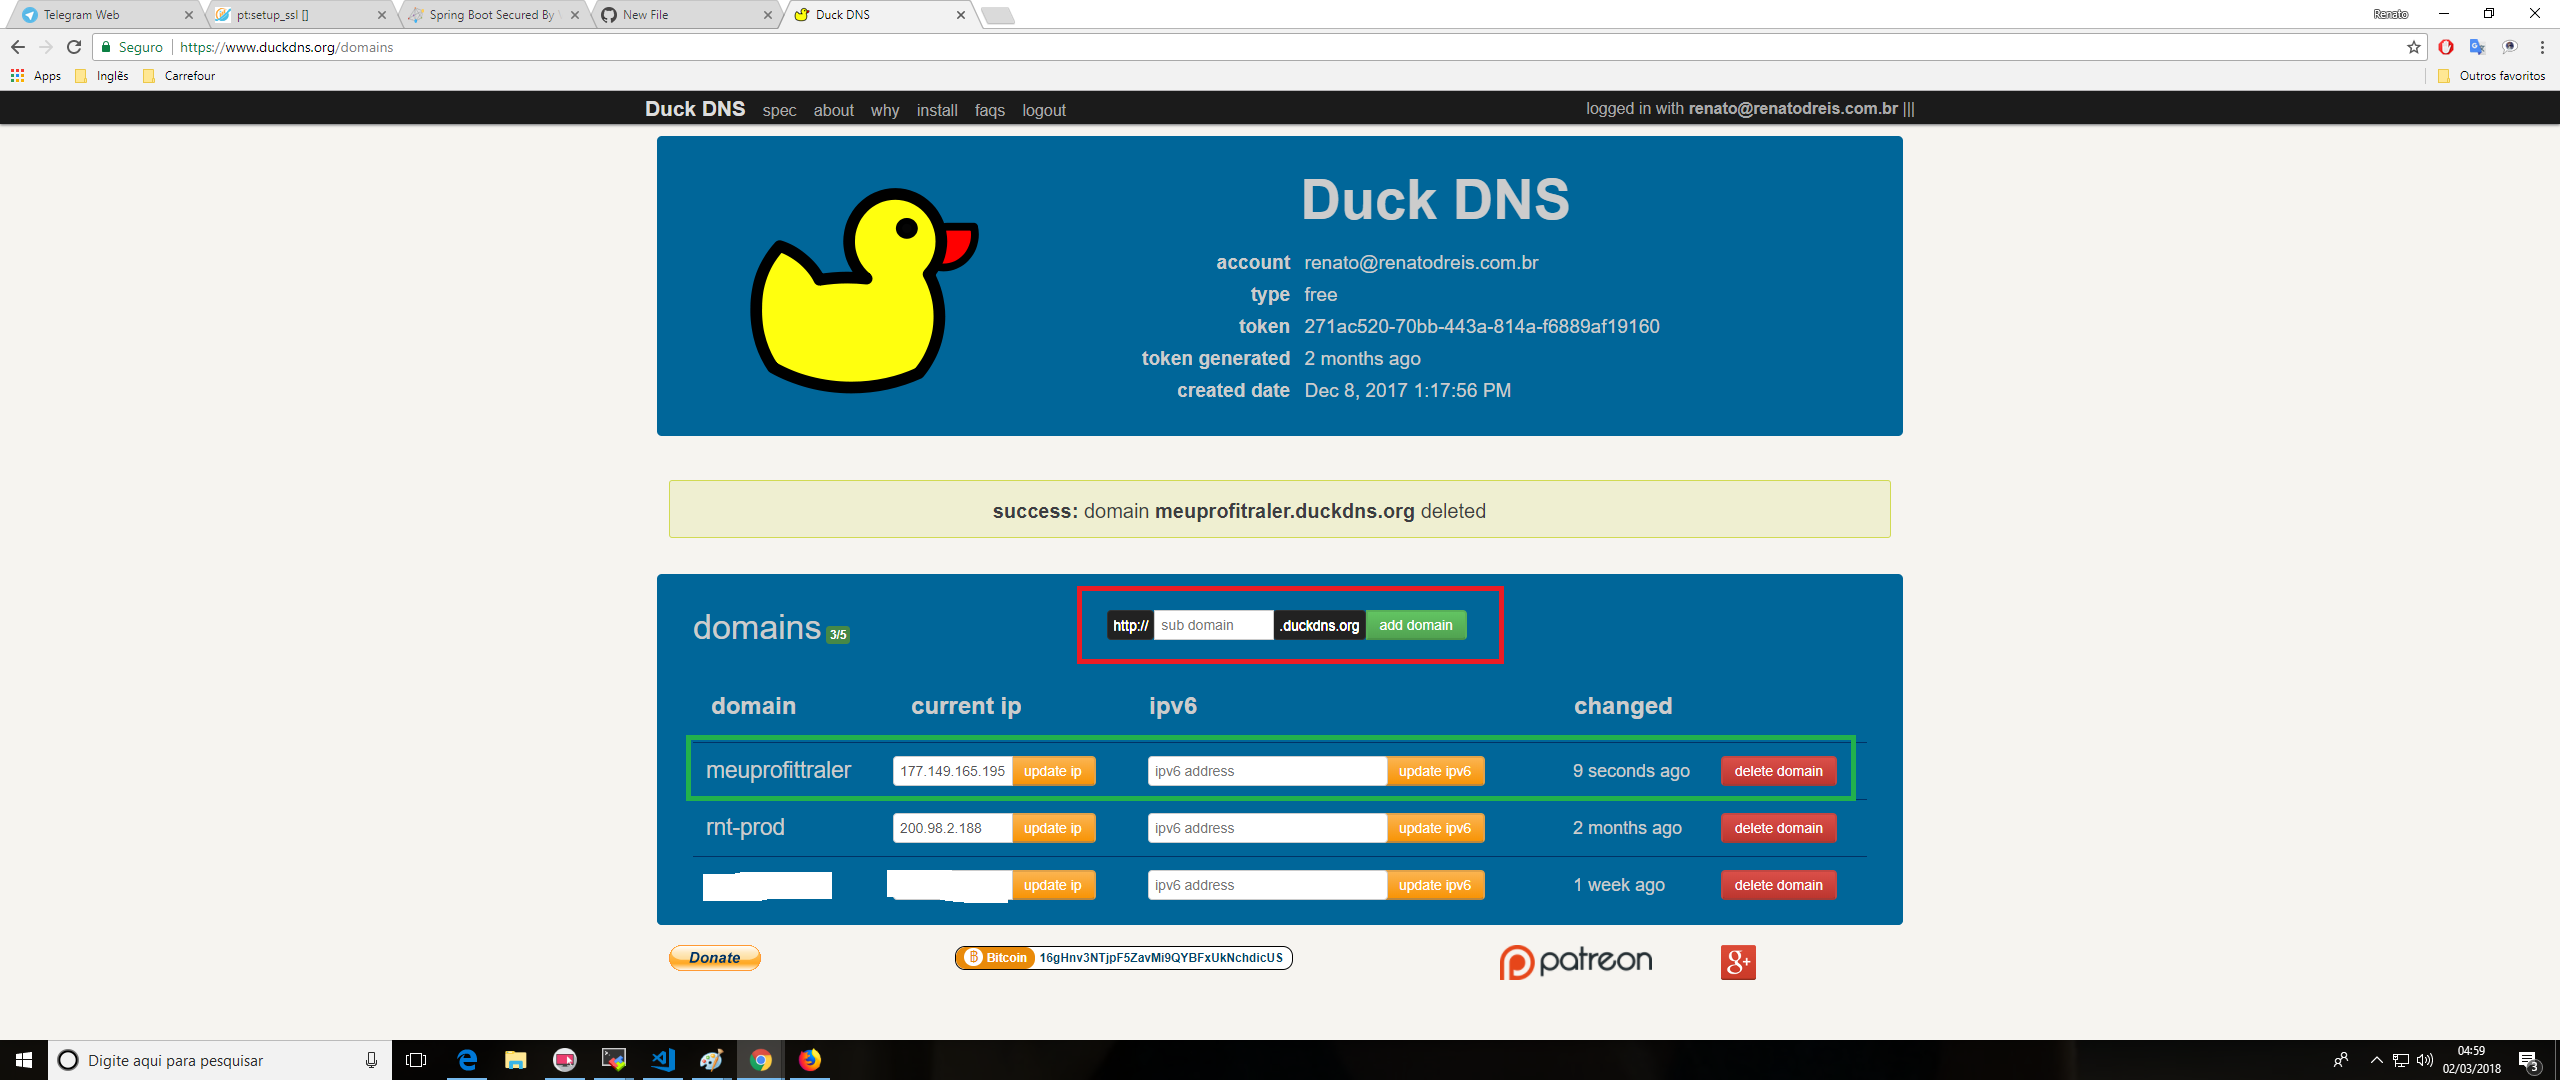 Telegram Web
pt:setup_ssl []
Spring Boot Secured By
New File
Duck DNS
Renato
Seguro
https://www.duckdns.org/domains
Apps
Inglês
Carrefour
Outros favoritos
Duck DNS spec about why install faqs logout
logged in with renato@renatodreis.com.br |||
Duck DNS
account renato@renatodreis.com.br
type free
token 271ac520-70bb-443a-814a-f6889af19160
token generated 2 months ago
created date Dec 8, 2017 1:17:56 PM
success: domain meuprofitraler.duckdns.org deleted
domains 3/5
http:// sub domain .duckdns.org add domain
domain current ip ipv6 changed
meuprofittraler 177.149.165.195 update ip ipv6 address update ipv6 9 seconds ago delete domain
rnt-prod 200.98.2.188 update ip ipv6 address update ipv6 2 months ago delete domain
update ip ipv6 address update ipv6 1 week ago delete domain
Donate
Bitcoin 16gHnv3NTjpF5ZavMi9QYBFxUkNchdicUS
patreon
g+
Digite aqui para pesquisar
04:59
02/03/2018
3